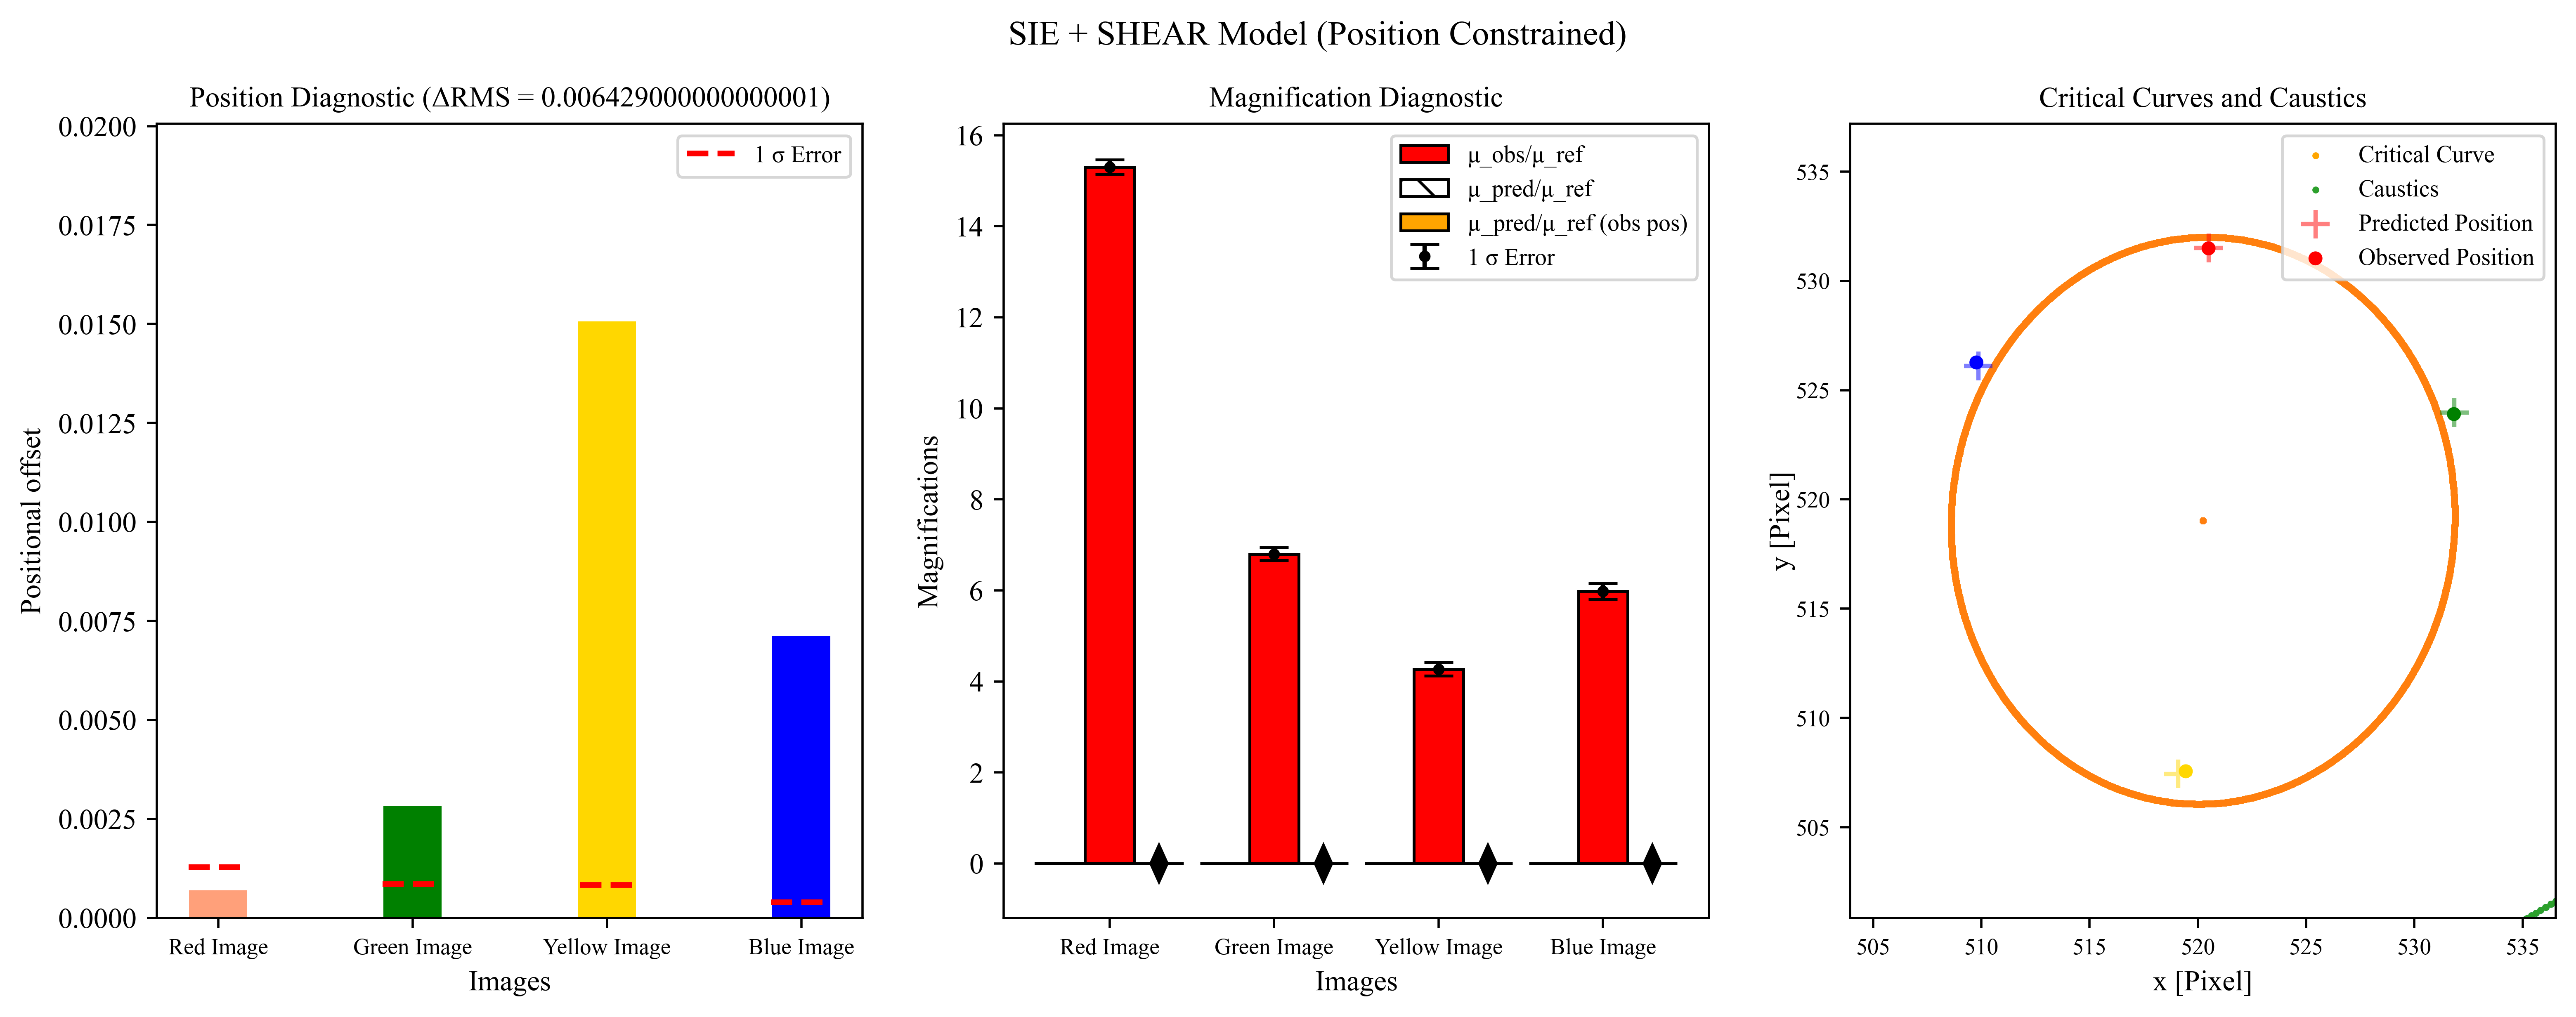 SIE + SHEAR Model (Position Constrained)
Position Diagnostic (ΔRMS = 0.006429000000000001)
0.0200
0.0175
0.0150
0.0125
0.0100
0.0075
0.0050
0.0025
0.0000
Positional offset
1 σ Error
Red Image Green Image Yellow Image Blue Image
Images
Magnification Diagnostic
16
14
12
10
8
6
4
2
0
Magnifications
μ_obs/μ_ref
μ_pred/μ_ref
μ_pred/μ_ref (obs pos)
1 σ Error
Red Image Green Image Yellow Image Blue Image
Images
Critical Curves and Caustics
535
530
525
520
515
510
505
y [Pixel]
Critical Curve
Caustics
Predicted Position
Observed Position
505 510 515 520 525 530 535
x [Pixel]